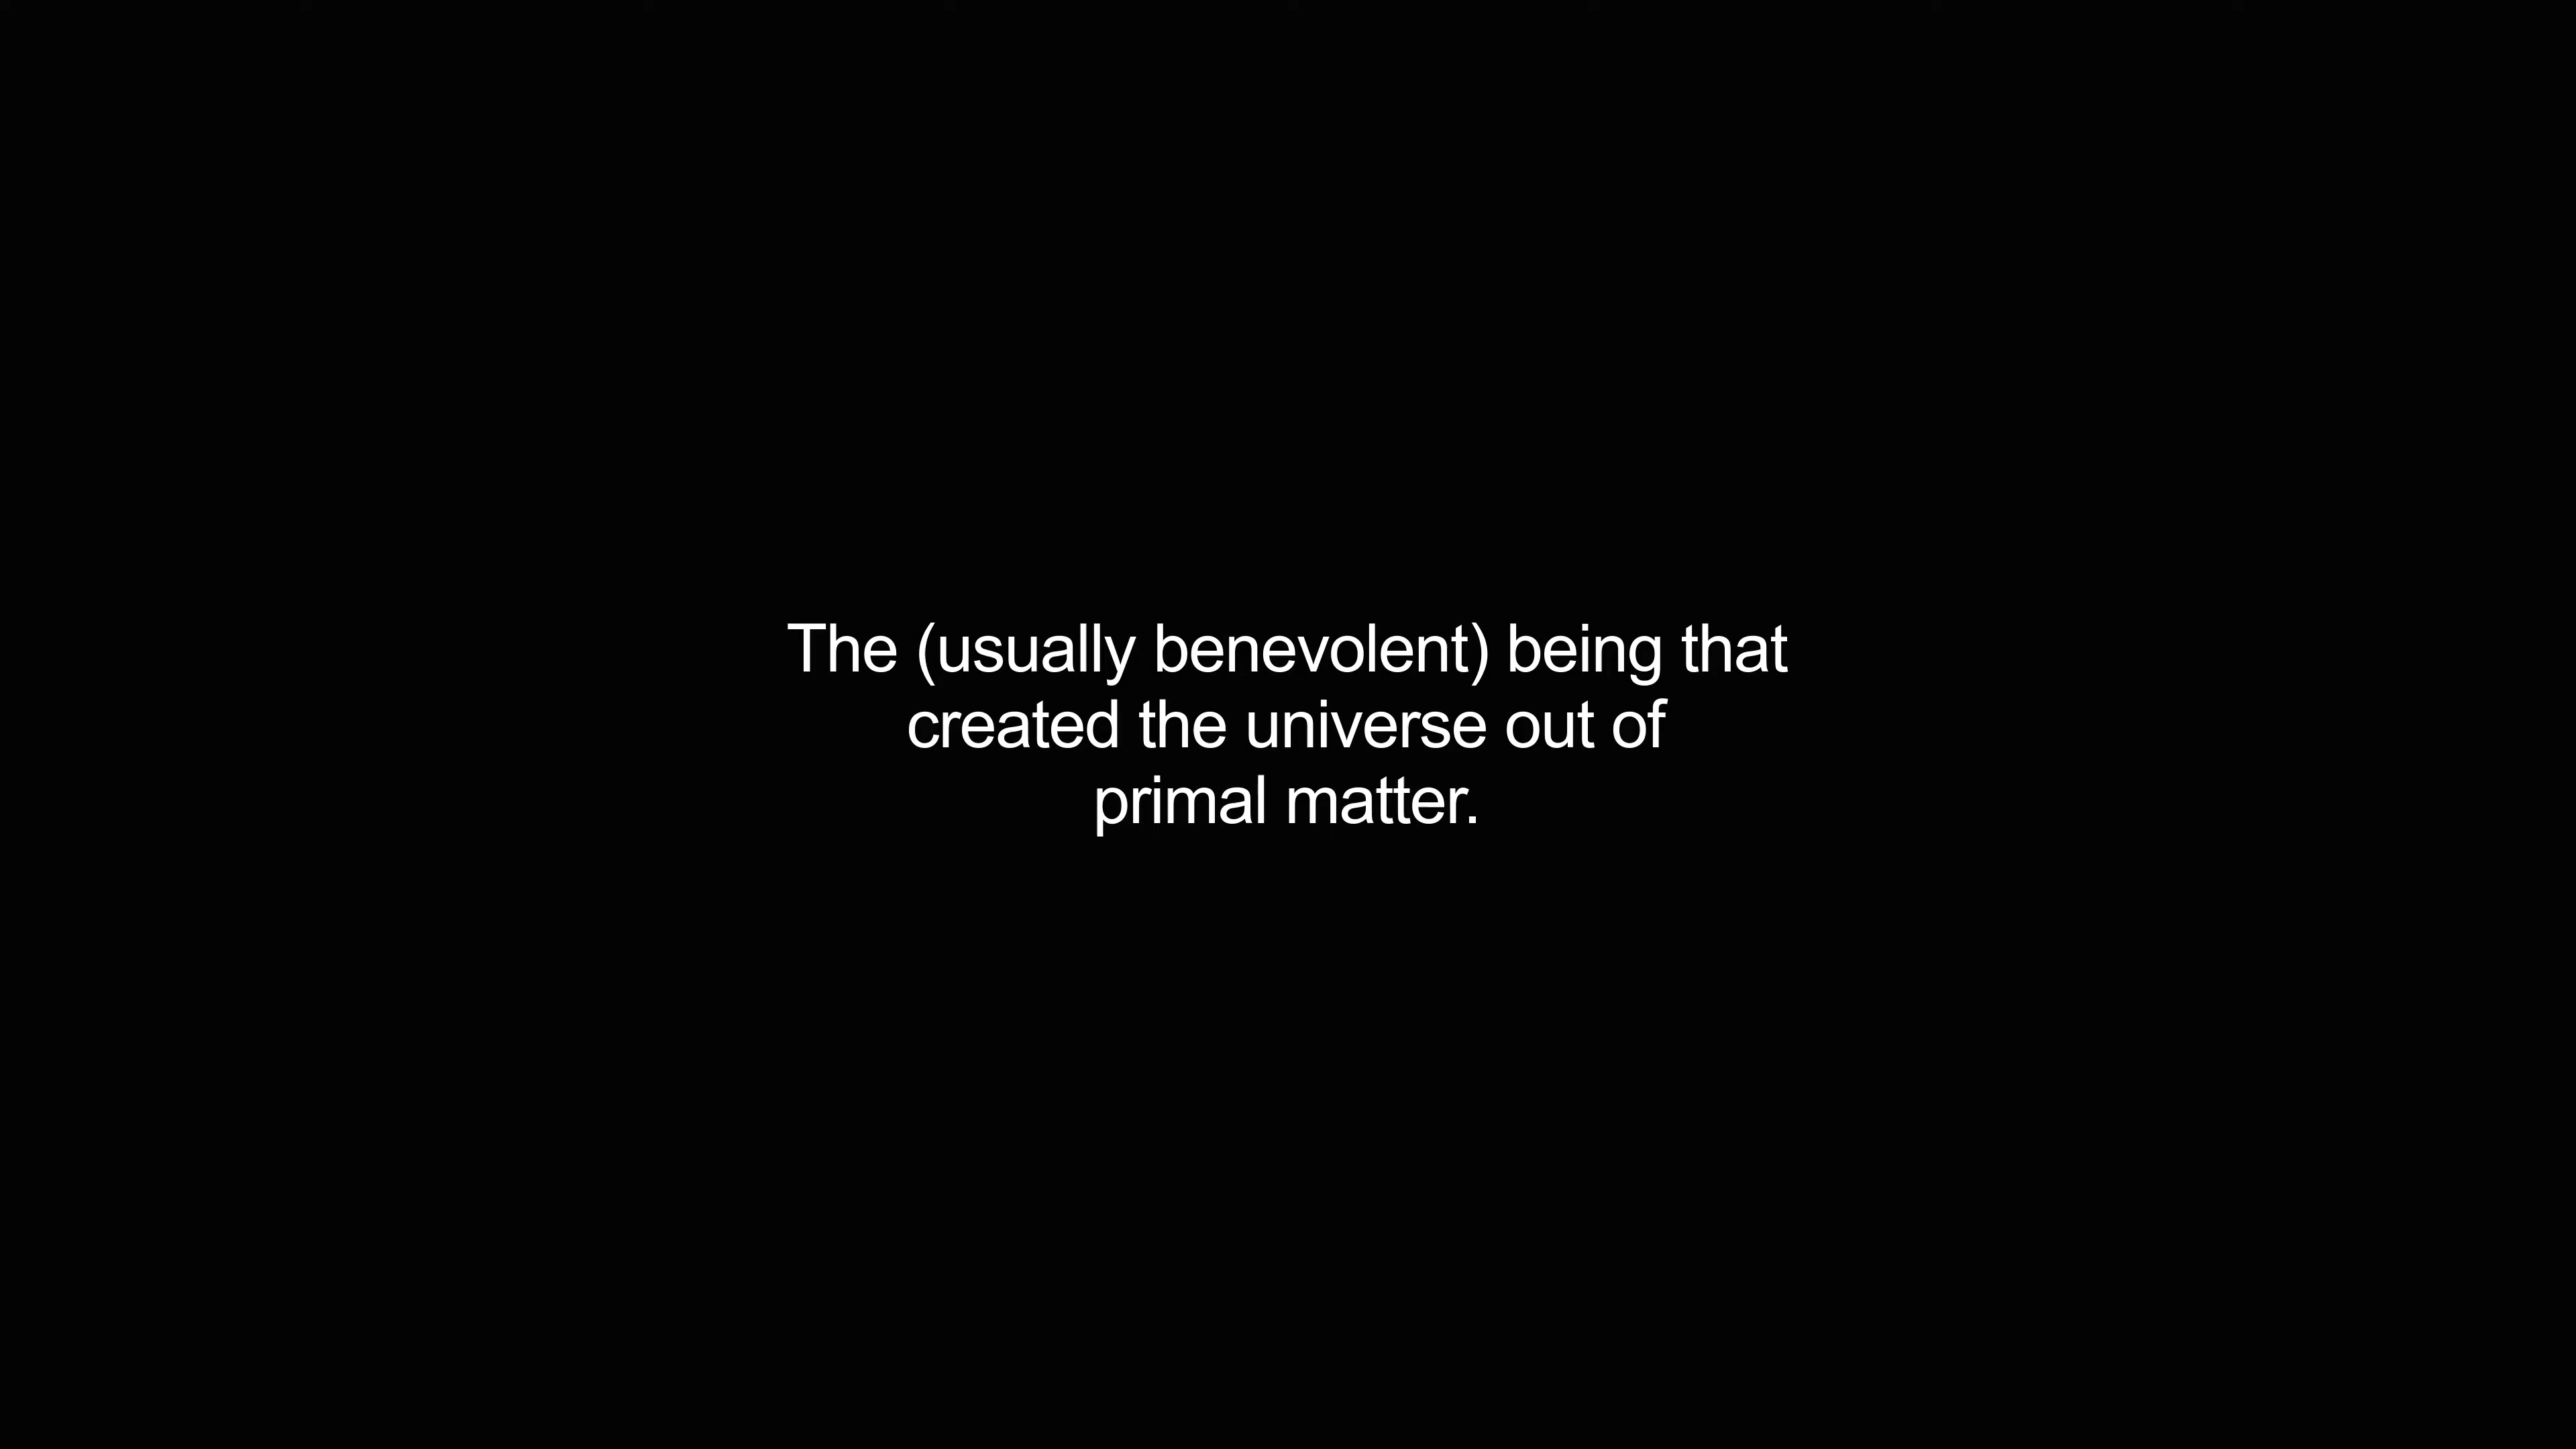 The (usually benevolent) being that
created the universe out of
primal matter.